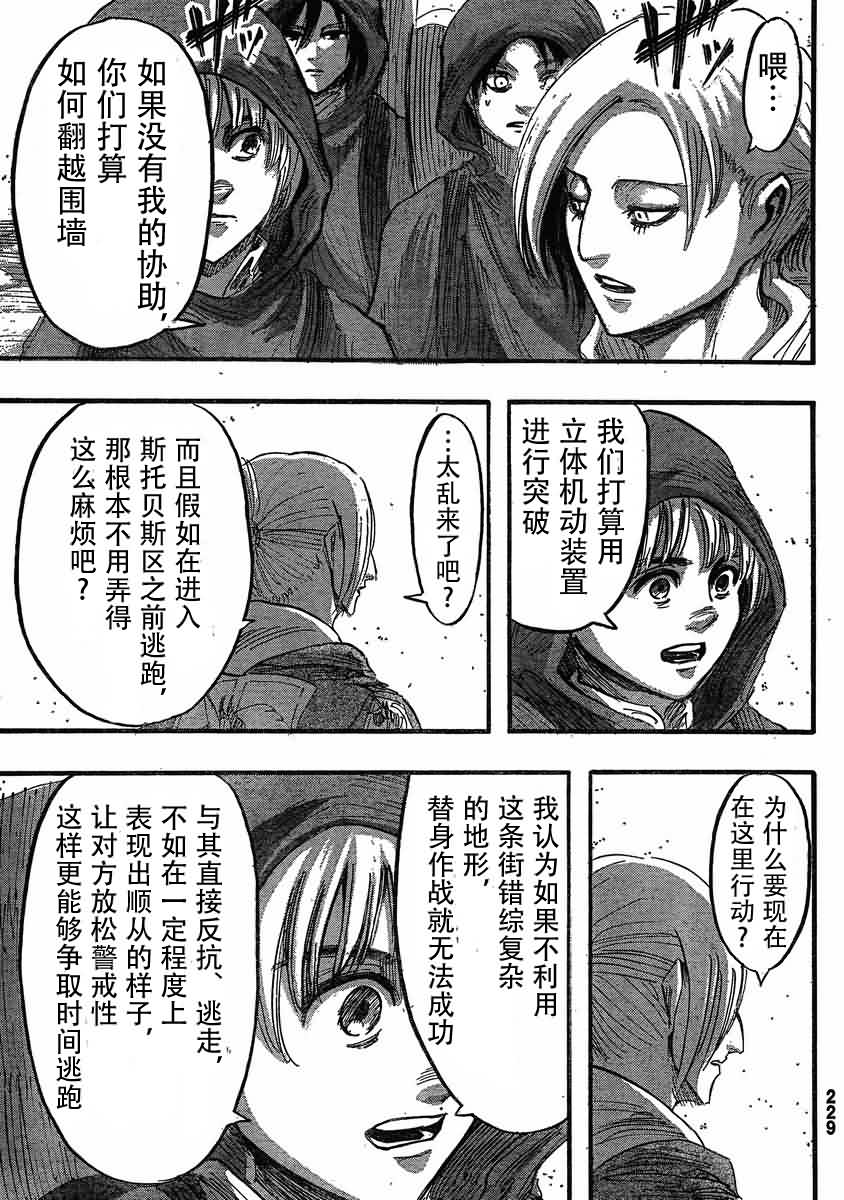 喂…
如果没有我的协助,
你们打算
如何翻越围墙
我们打算用
立体机动装置
进行突破
…太乱来了吧?
而且假如在进入
斯托贝斯区之前逃跑,
那根本不用弄得
这么麻烦吧?
为什么要现在
在这里行动?
我认为如果不利用
这条街错综复杂
的地形,
替身作战就无法成功
与其直接反抗、逃走,
不如在一定程度上
表现出顺从的样子,
让对方放松警戒性
这样更能够争取时间逃跑
229